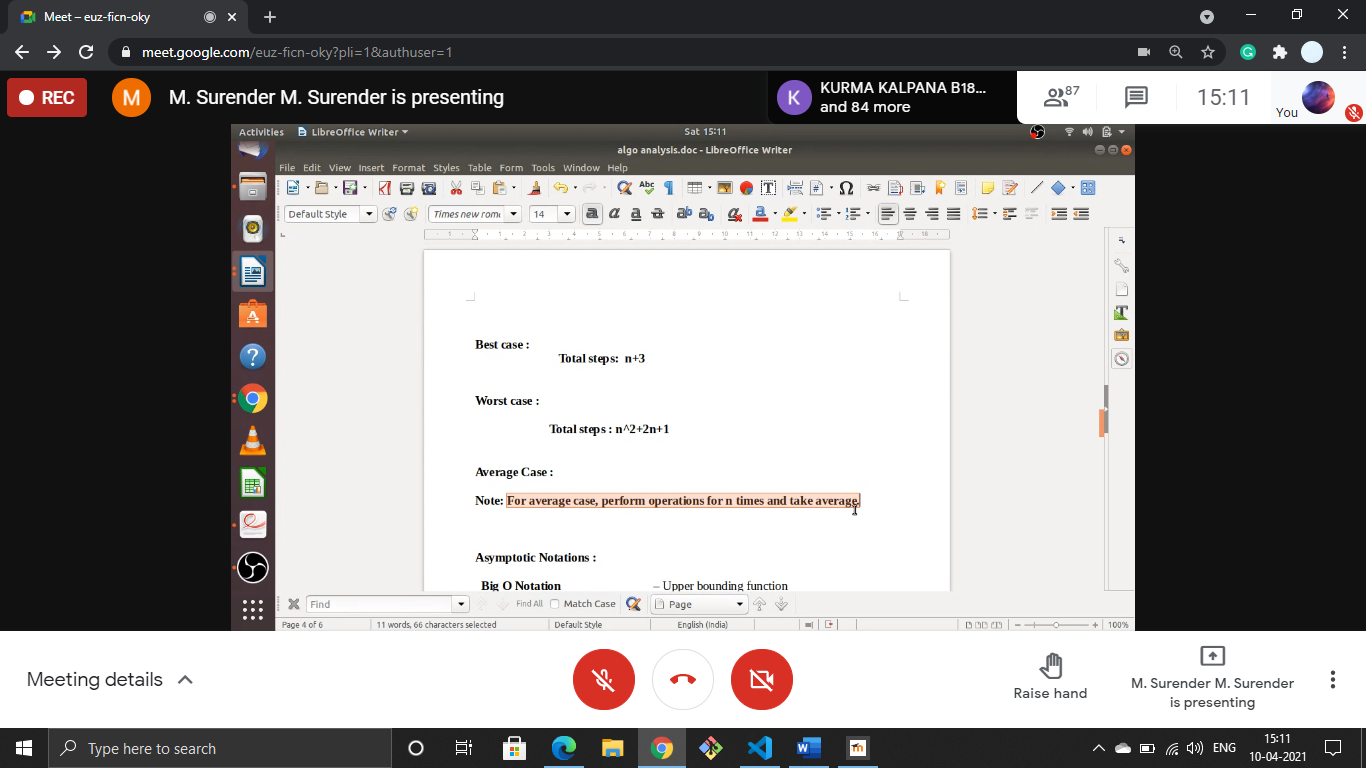 Meet – euz-ficn-oky
meet.google.com/euz-ficn-oky?pli=1&authuser=1
REC
M
M. Surender M. Surender is presenting
K
KURMA KALPANA B18...
and 84 more
87
15:11
You
Activities
LibreOffice Writer
Sat 15:11
algo analysis.doc - LibreOffice Writer
File Edit View Insert Format Styles Table Form Tools Window Help
Default Style
Times new rom
14
Best case :
Total steps: n+3
Worst case :
Total steps : n^2+2n+1
Average Case :
Note: For average case, perform operations for n times and take average.
Asymptotic Notations :
Big O Notation – Upper bounding function
Find
Find All
Match Case
Page
Page 4 of 6
11 words, 66 characters selected
Default Style
English (India)
100%
Meeting details
Raise hand
M. Surender M. Surender
is presenting
Type here to search
ENG
15:11
10-04-2021